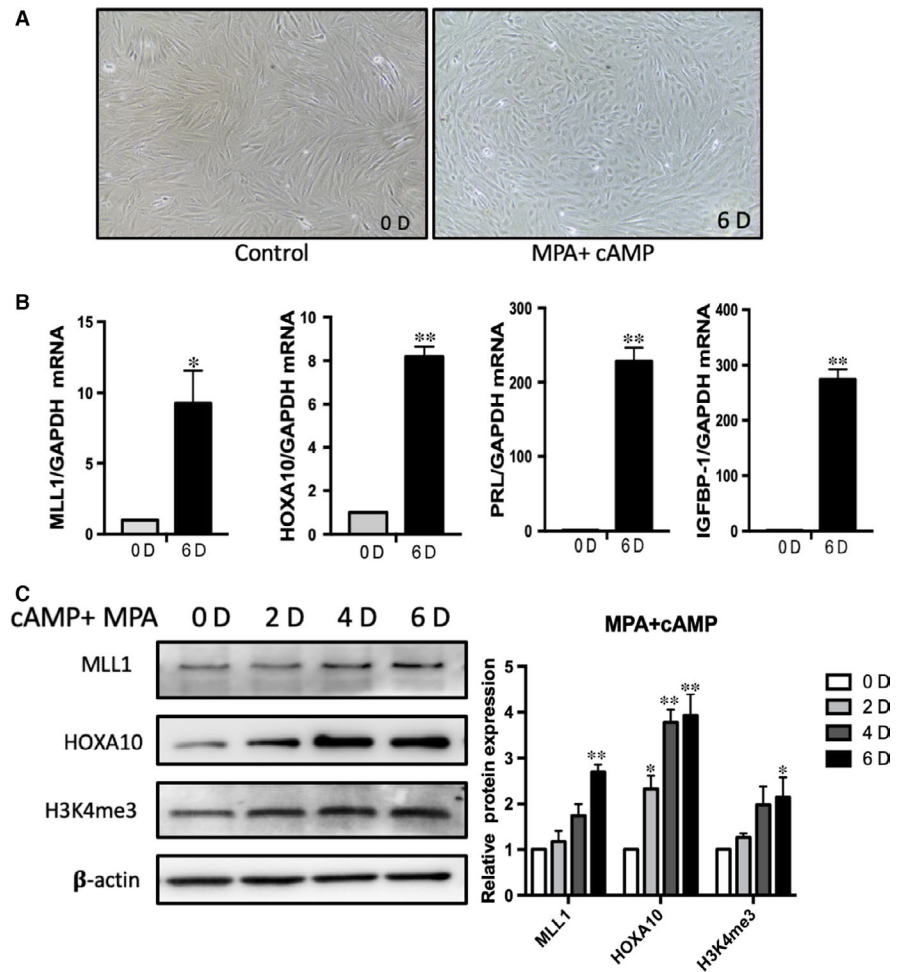 A
0 D
6 D
Control
MPA+ cAMP
B
MLL1/GAPDH mRNA
15
10
5
0
*
0 D
6 D
HOXA10/GAPDH mRNA
10
8
6
4
2
0
**
0 D
6 D
PRL/GAPDH mRNA
300
200
100
0
**
0 D
6 D
IGFBP-1/GAPDH mRNA
400
300
200
100
0
**
0 D
6 D
C
cAMP+ MPA 0 D 2 D 4 D 6 D
MLL1
HOXA10
H3K4me3
β-actin
MPA+cAMP
Relative protein expression
5
4
3
2
1
0
**
*
**
**
*
MLL1
HOXA10
H3K4me3
0 D
2 D
4 D
6 D